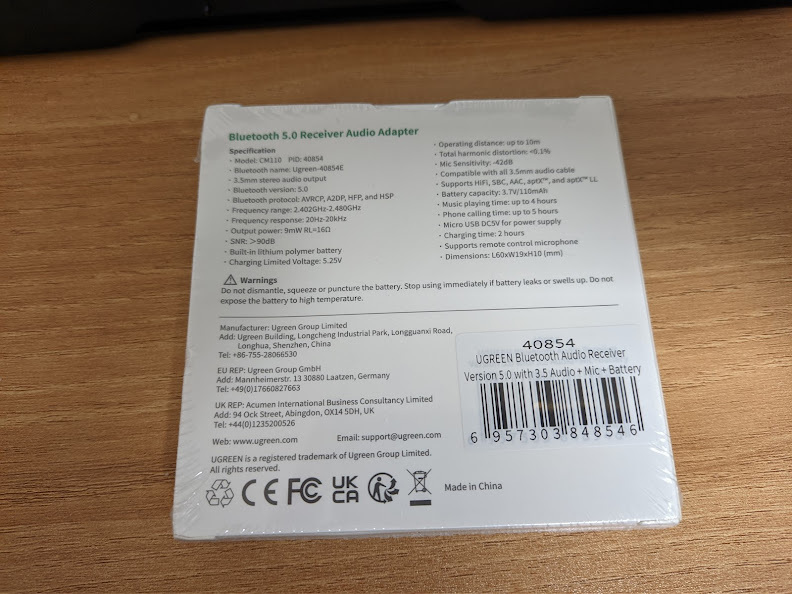 Bluetooth 5.0 Receiver Audio Adapter
Specification
· Model: CM110 PID: 40854
· Bluetooth name: Ugreen-40854E
· 3.5mm stereo audio output
· Bluetooth version: 5.0
· Bluetooth protocol: AVRCP, A2DP, HFP, and HSP
· Frequency range: 2.402GHz-2.480GHz
· Frequency response: 20Hz-20kHz
· Output power: 9mW RL=16Ω
· SNR: >90dB
· Built-in lithium polymer battery
· Charging Limited Voltage: 5.25V
· Operating distance: up to 10m
· Total harmonic distortion: <0.1%
· Mic Sensitivity: -42dB
· Compatible with all 3.5mm audio cable
· Supports HiFi, SBC, AAC, aptX™, and aptX™ LL
· Battery capacity: 3.7V/110mAh
· Music playing time: up to 4 hours
· Phone calling time: up to 5 hours
· Micro USB DC5V for power supply
· Charging time: 2 hours
· Supports remote control microphone
· Dimensions: L60xW19xH10 (mm)
Warnings
Do not dismantle, squeeze or puncture the battery. Stop using immediately if battery leaks or swells up. Do not
expose the battery to high temperature.
Manufacturer: Ugreen Group Limited
Add: Ugreen Building, Longcheng Industrial Park, Longguanxi Road,
Longhua, Shenzhen, China
Tel: +86-755-28066530
EU REP: Ugreen Group GmbH
Add: Mannheimerstr. 13 30880 Laatzen, Germany
Tel: +49(0)17660827663
UK REP: Acumen International Business Consultancy Limited
Add: 94 Ock Street, Abingdon, OX14 5DH, UK
Tel: +44(0)1235200526
Web: www.ugreen.com Email: support@ugreen.com
UGREEN is a registered trademark of Ugreen Group Limited.
All rights reserved.
CE FC UK CA
Made in China
40854
UGREEN Bluetooth Audio Receiver
Version 5.0 with 3.5 Audio + Mic + Battery
6 957303 848546